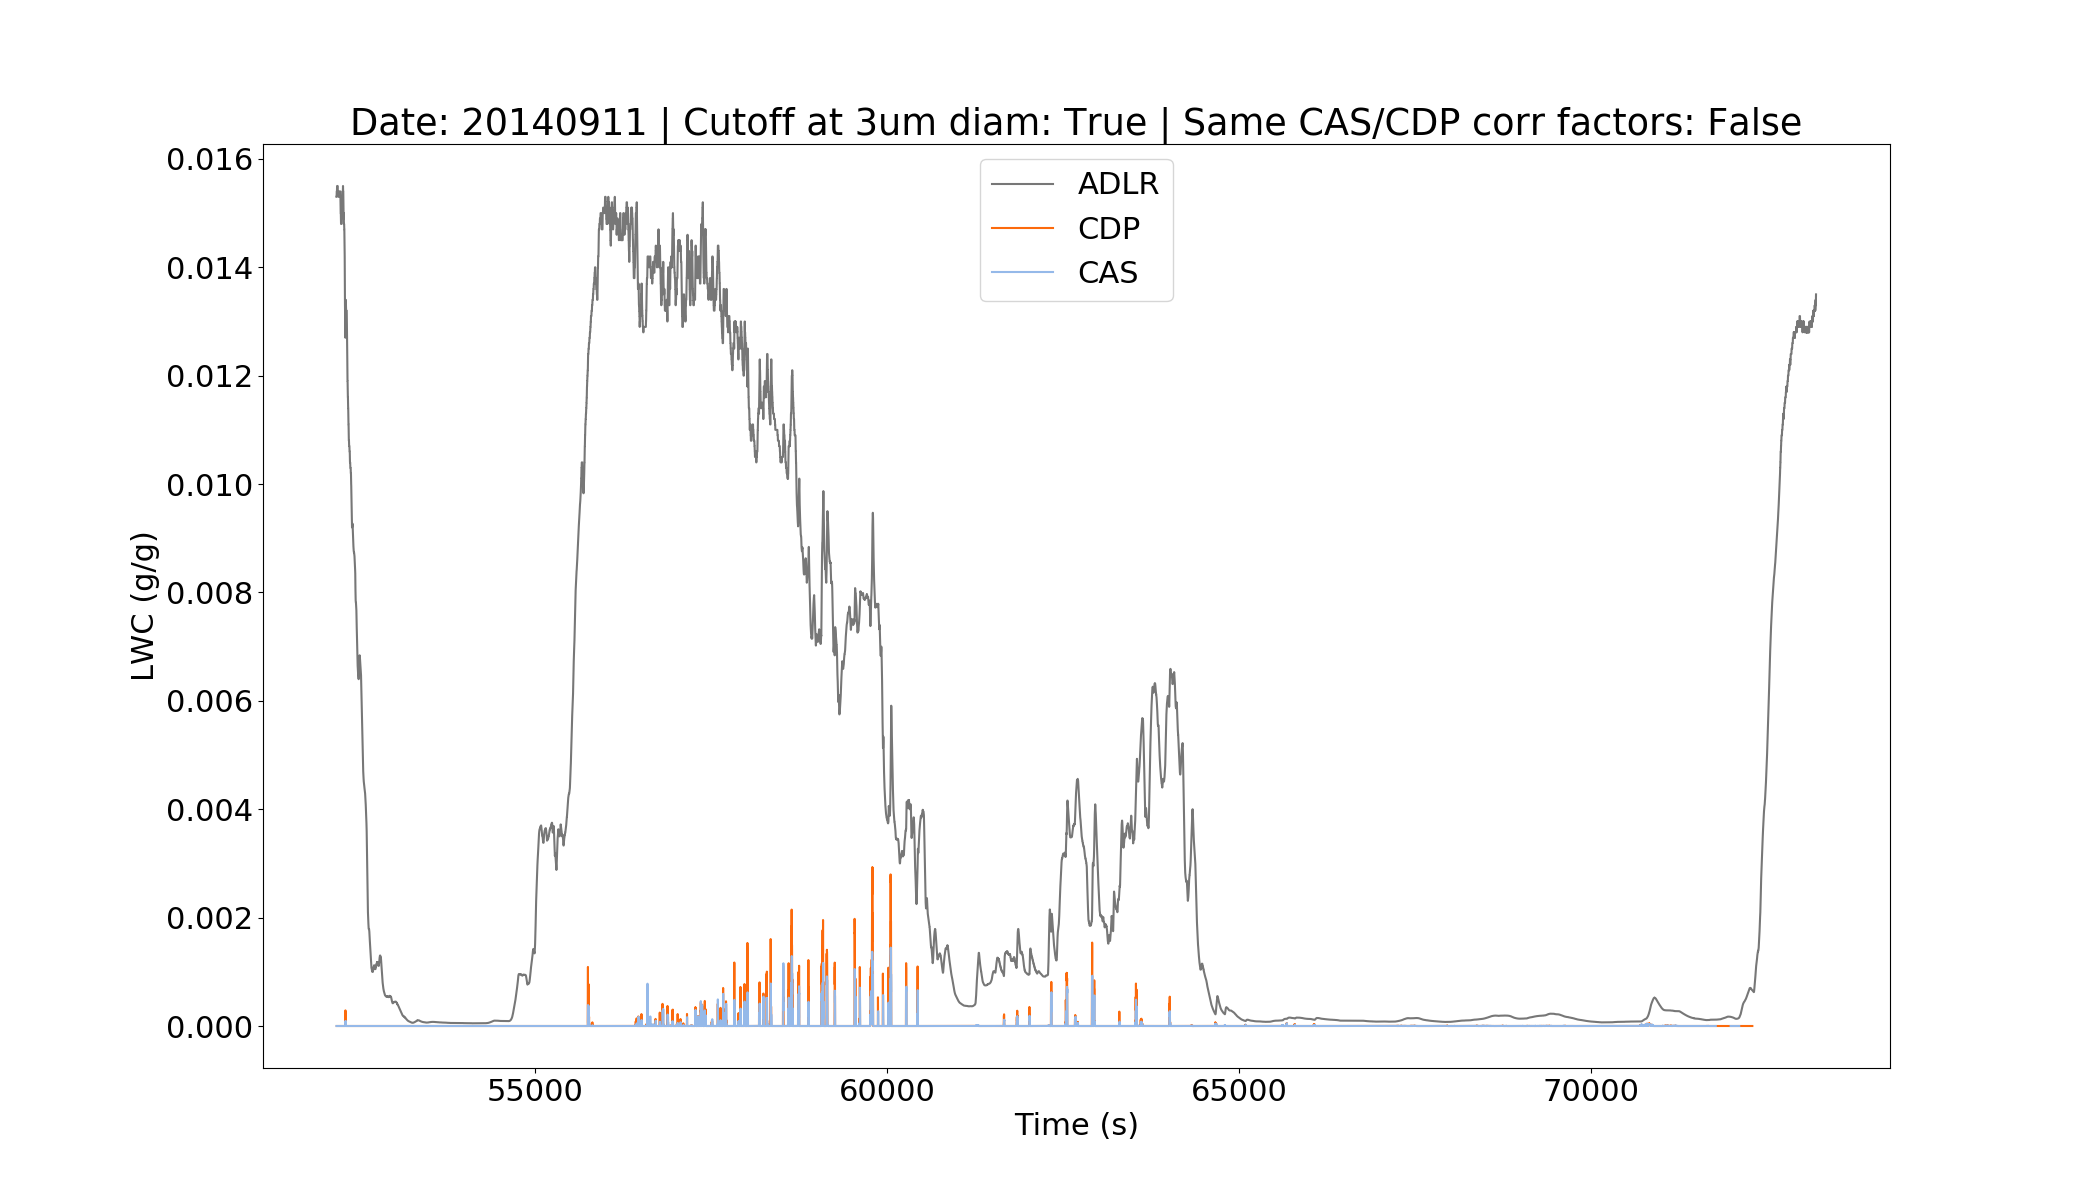 Date: 20140911 | Cutoff at 3um diam: True | Same CAS/CDP corr factors: False
ADLR
CDP
CAS
LWC (g/g)
0.016
0.014
0.012
0.010
0.008
0.006
0.004
0.002
0.000
55000 60000 65000 70000
Time (s)